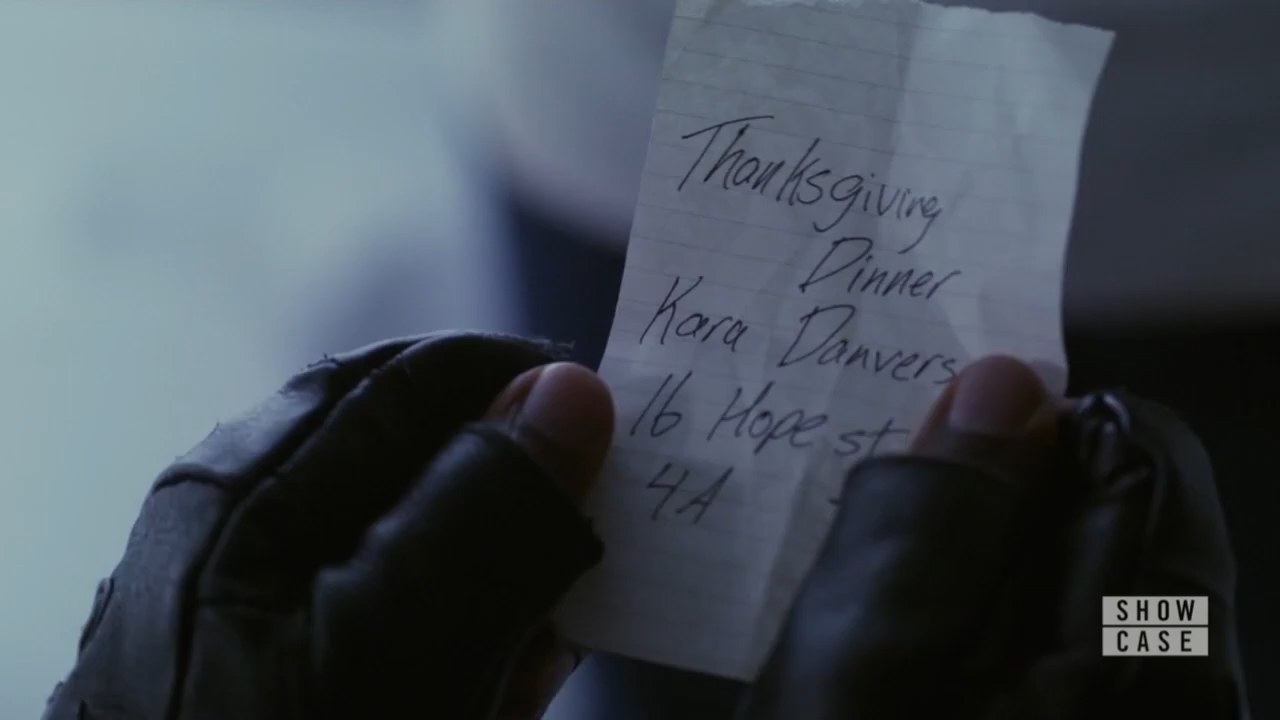 Thanksgiving
Dinner
Kara Danvers
16 Hope st
4A
SHOW
CASE